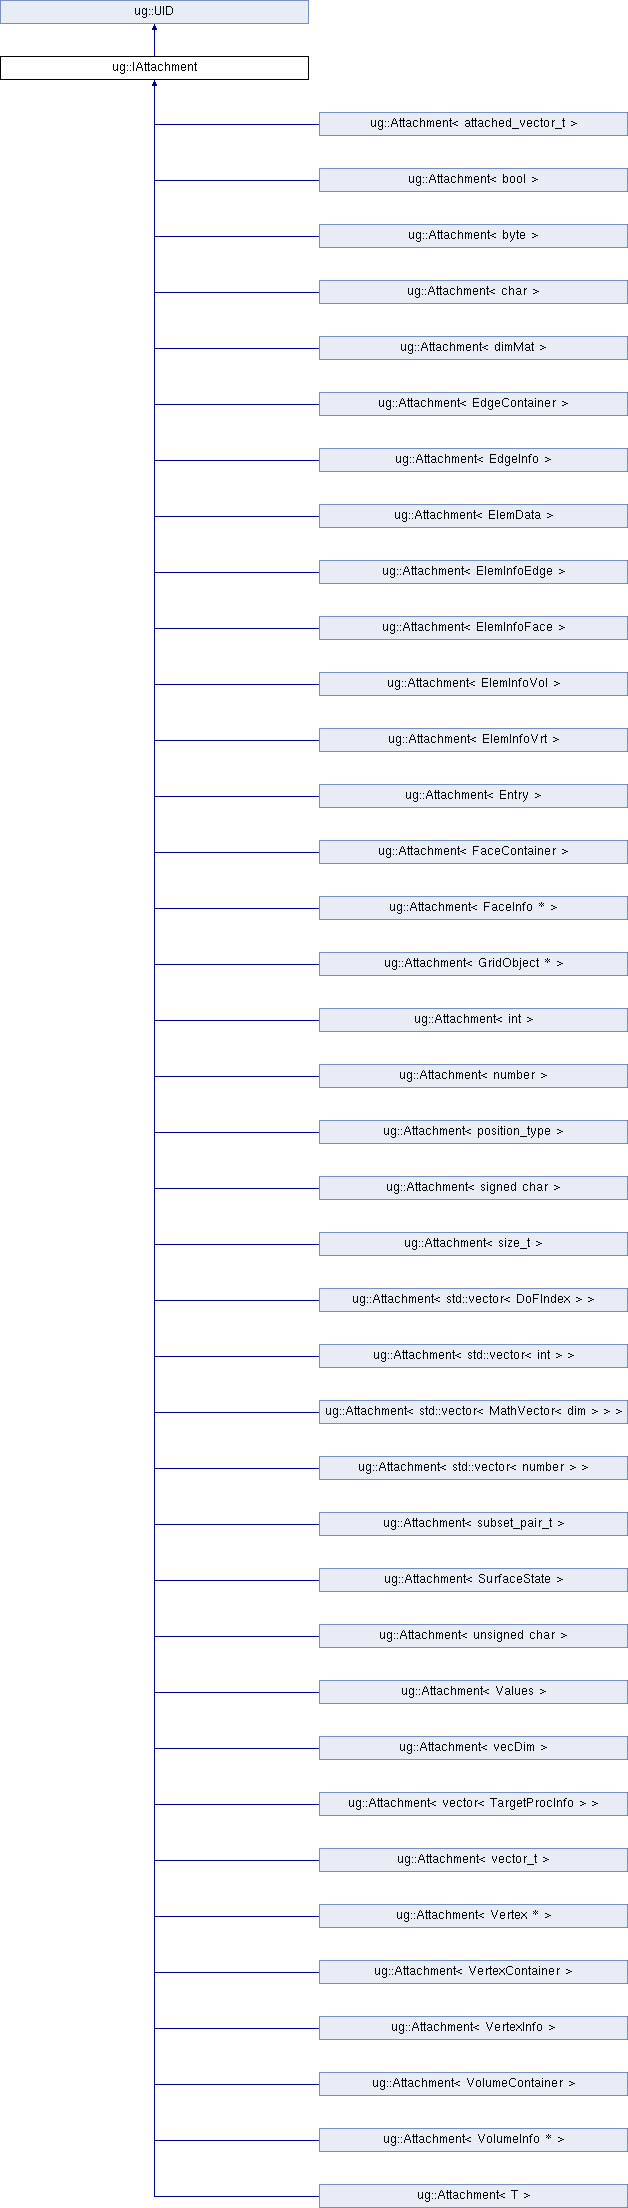 ug::UID
ug::IAttachment
ug::Attachment< attached_vector_t >
ug::Attachment< bool >
ug::Attachment< byte >
ug::Attachment< char >
ug::Attachment< dimMat >
ug::Attachment< EdgeContainer >
ug::Attachment< EdgeInfo >
ug::Attachment< ElemData >
ug::Attachment< ElemInfoEdge >
ug::Attachment< ElemInfoFace >
ug::Attachment< ElemInfoVol >
ug::Attachment< ElemInfoVrt >
ug::Attachment< Entry >
ug::Attachment< FaceContainer >
ug::Attachment< FaceInfo * >
ug::Attachment< GridObject * >
ug::Attachment< int >
ug::Attachment< number >
ug::Attachment< position_type >
ug::Attachment< signed char >
ug::Attachment< size_t >
ug::Attachment< std::vector< DoFIndex > >
ug::Attachment< std::vector< int > >
ug::Attachment< std::vector< MathVector< dim > > >
ug::Attachment< std::vector< number > >
ug::Attachment< subset_pair_t >
ug::Attachment< SurfaceState >
ug::Attachment< unsigned char >
ug::Attachment< Values >
ug::Attachment< vecDim >
ug::Attachment< vector< TargetProcInfo > >
ug::Attachment< vector_t >
ug::Attachment< Vertex * >
ug::Attachment< VertexContainer >
ug::Attachment< VertexInfo >
ug::Attachment< VolumeContainer >
ug::Attachment< VolumeInfo * >
ug::Attachment< T >